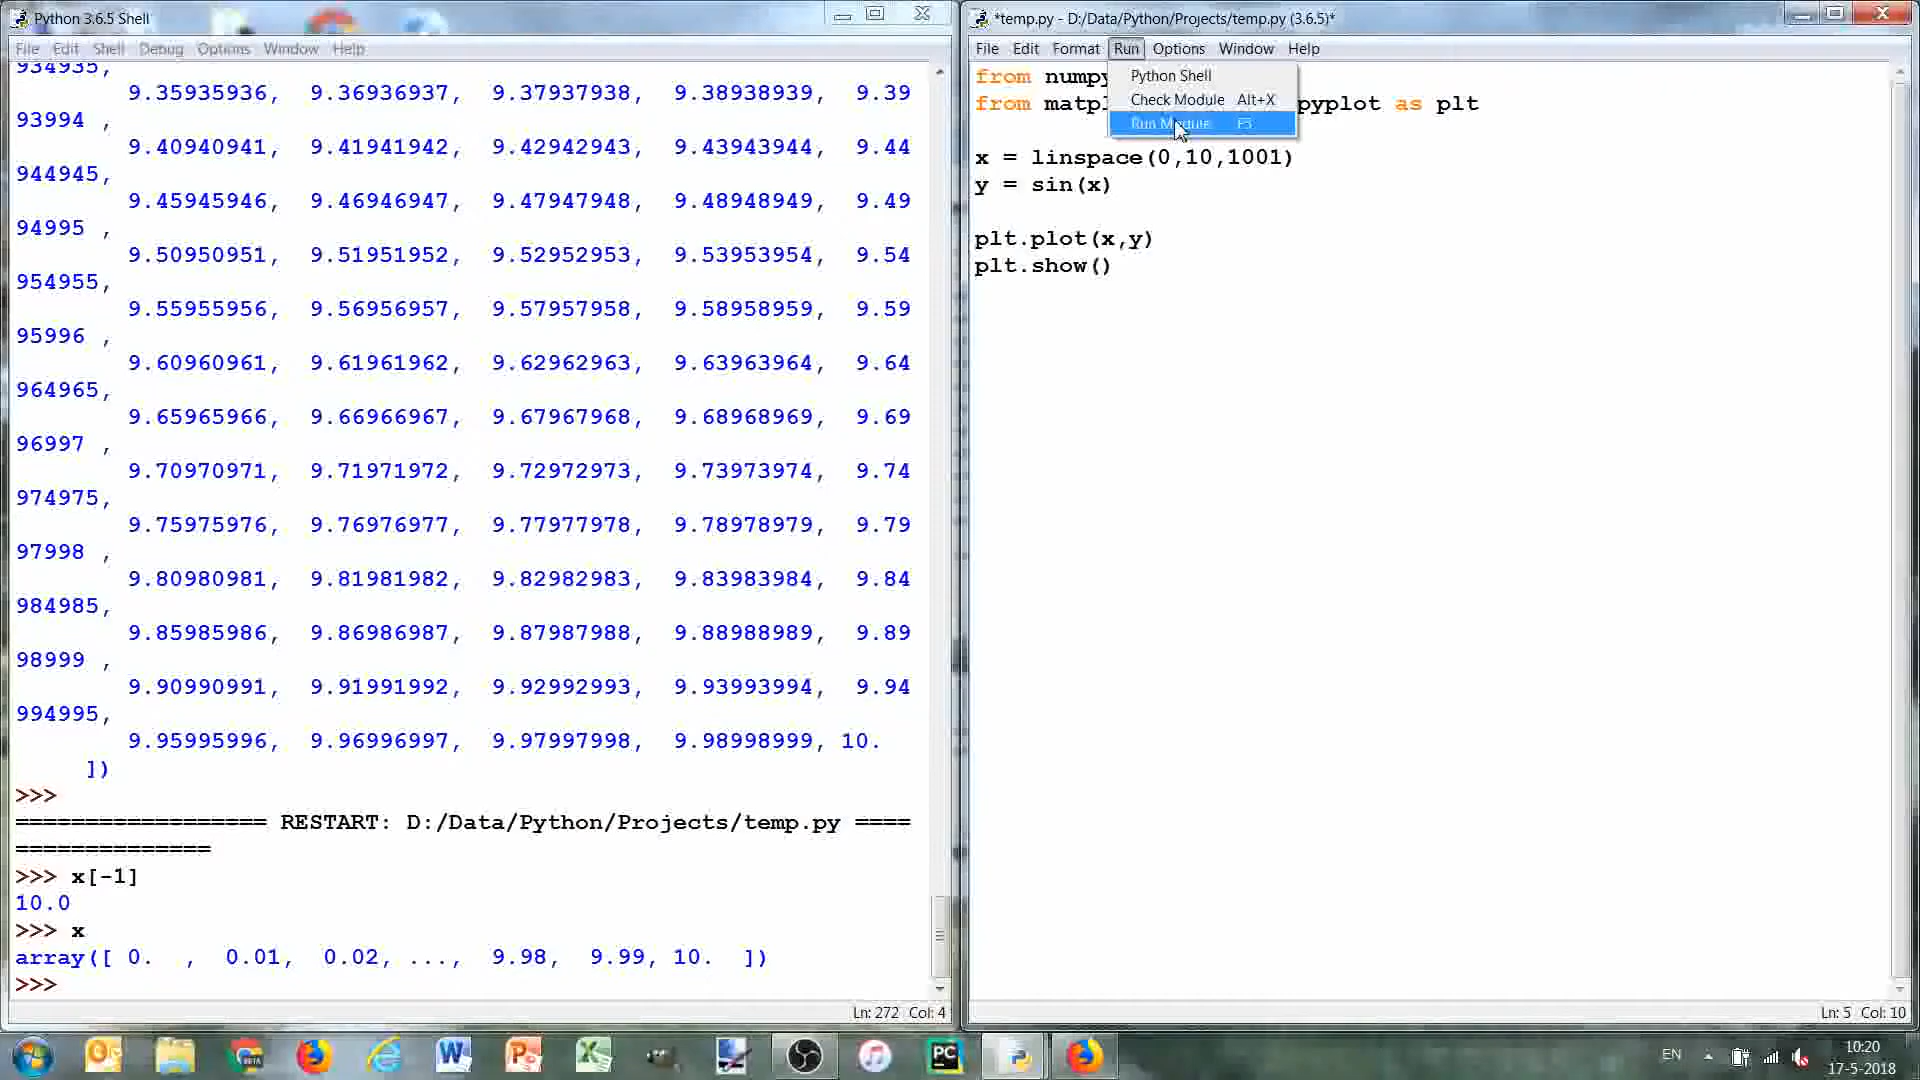 Python 3.6.5 Shell
File Edit Shell Debug Options Window Help
934935,
9.35935936, 9.36936937, 9.37937938, 9.38938939, 9.39
93994 ,
9.40940941, 9.41941942, 9.42942943, 9.43943944, 9.44
944945,
9.45945946, 9.46946947, 9.47947948, 9.48948949, 9.49
94995 ,
9.50950951, 9.51951952, 9.52952953, 9.53953954, 9.54
954955,
9.55955956, 9.56956957, 9.57957958, 9.58958959, 9.59
95996 ,
9.60960961, 9.61961962, 9.62962963, 9.63963964, 9.64
964965,
9.65965966, 9.66966967, 9.67967968, 9.68968969, 9.69
96997 ,
9.70970971, 9.71971972, 9.72972973, 9.73973974, 9.74
974975,
9.75975976, 9.76976977, 9.77977978, 9.78978979, 9.79
97998 ,
9.80980981, 9.81981982, 9.82982983, 9.83983984, 9.84
984985,
9.85985986, 9.86986987, 9.87987988, 9.88988989, 9.89
98999 ,
9.90990991, 9.91991992, 9.92992993, 9.93993994, 9.94
994995,
9.95995996, 9.96996997, 9.97997998, 9.98998999, 10.
])
>>>
================== RESTART: D:/Data/Python/Projects/temp.py ====
==============
>>> x[-1]
10.0
>>> x
array([ 0. , 0.01, 0.02, ..., 9.98, 9.99, 10. ])
>>>
Ln: 272 Col: 4
*temp.py - D:/Data/Python/Projects/temp.py (3.6.5)*
File Edit Format Run Options Window Help
Python Shell
Check Module Alt+X
Run Module F5
from numpy
from matpl pyplot as plt
x = linspace(0,10,1001)
y = sin(x)
plt.plot(x,y)
plt.show()
Ln: 5 Col: 10
EN
10:20
17-5-2018